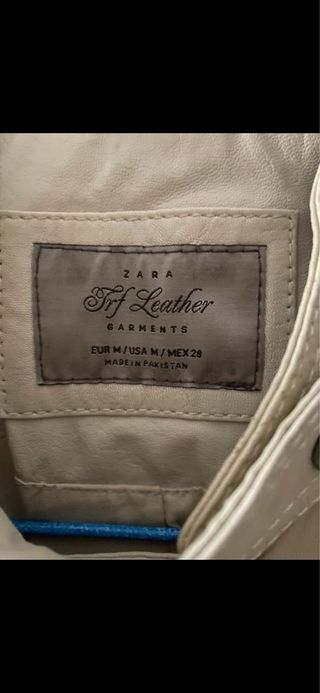 ZARA
Trf Leather
GARMENTS
EUR M / USA M / MEX 28
MADE IN PAKISTAN